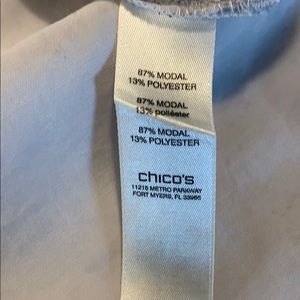 87% MODAL
13% POLYESTER
87% MODAL
13% poliéster
87% MODAL
13% POLYESTER
chico's
11215 METRO PARKWAY
FORT MYERS, FL 33966